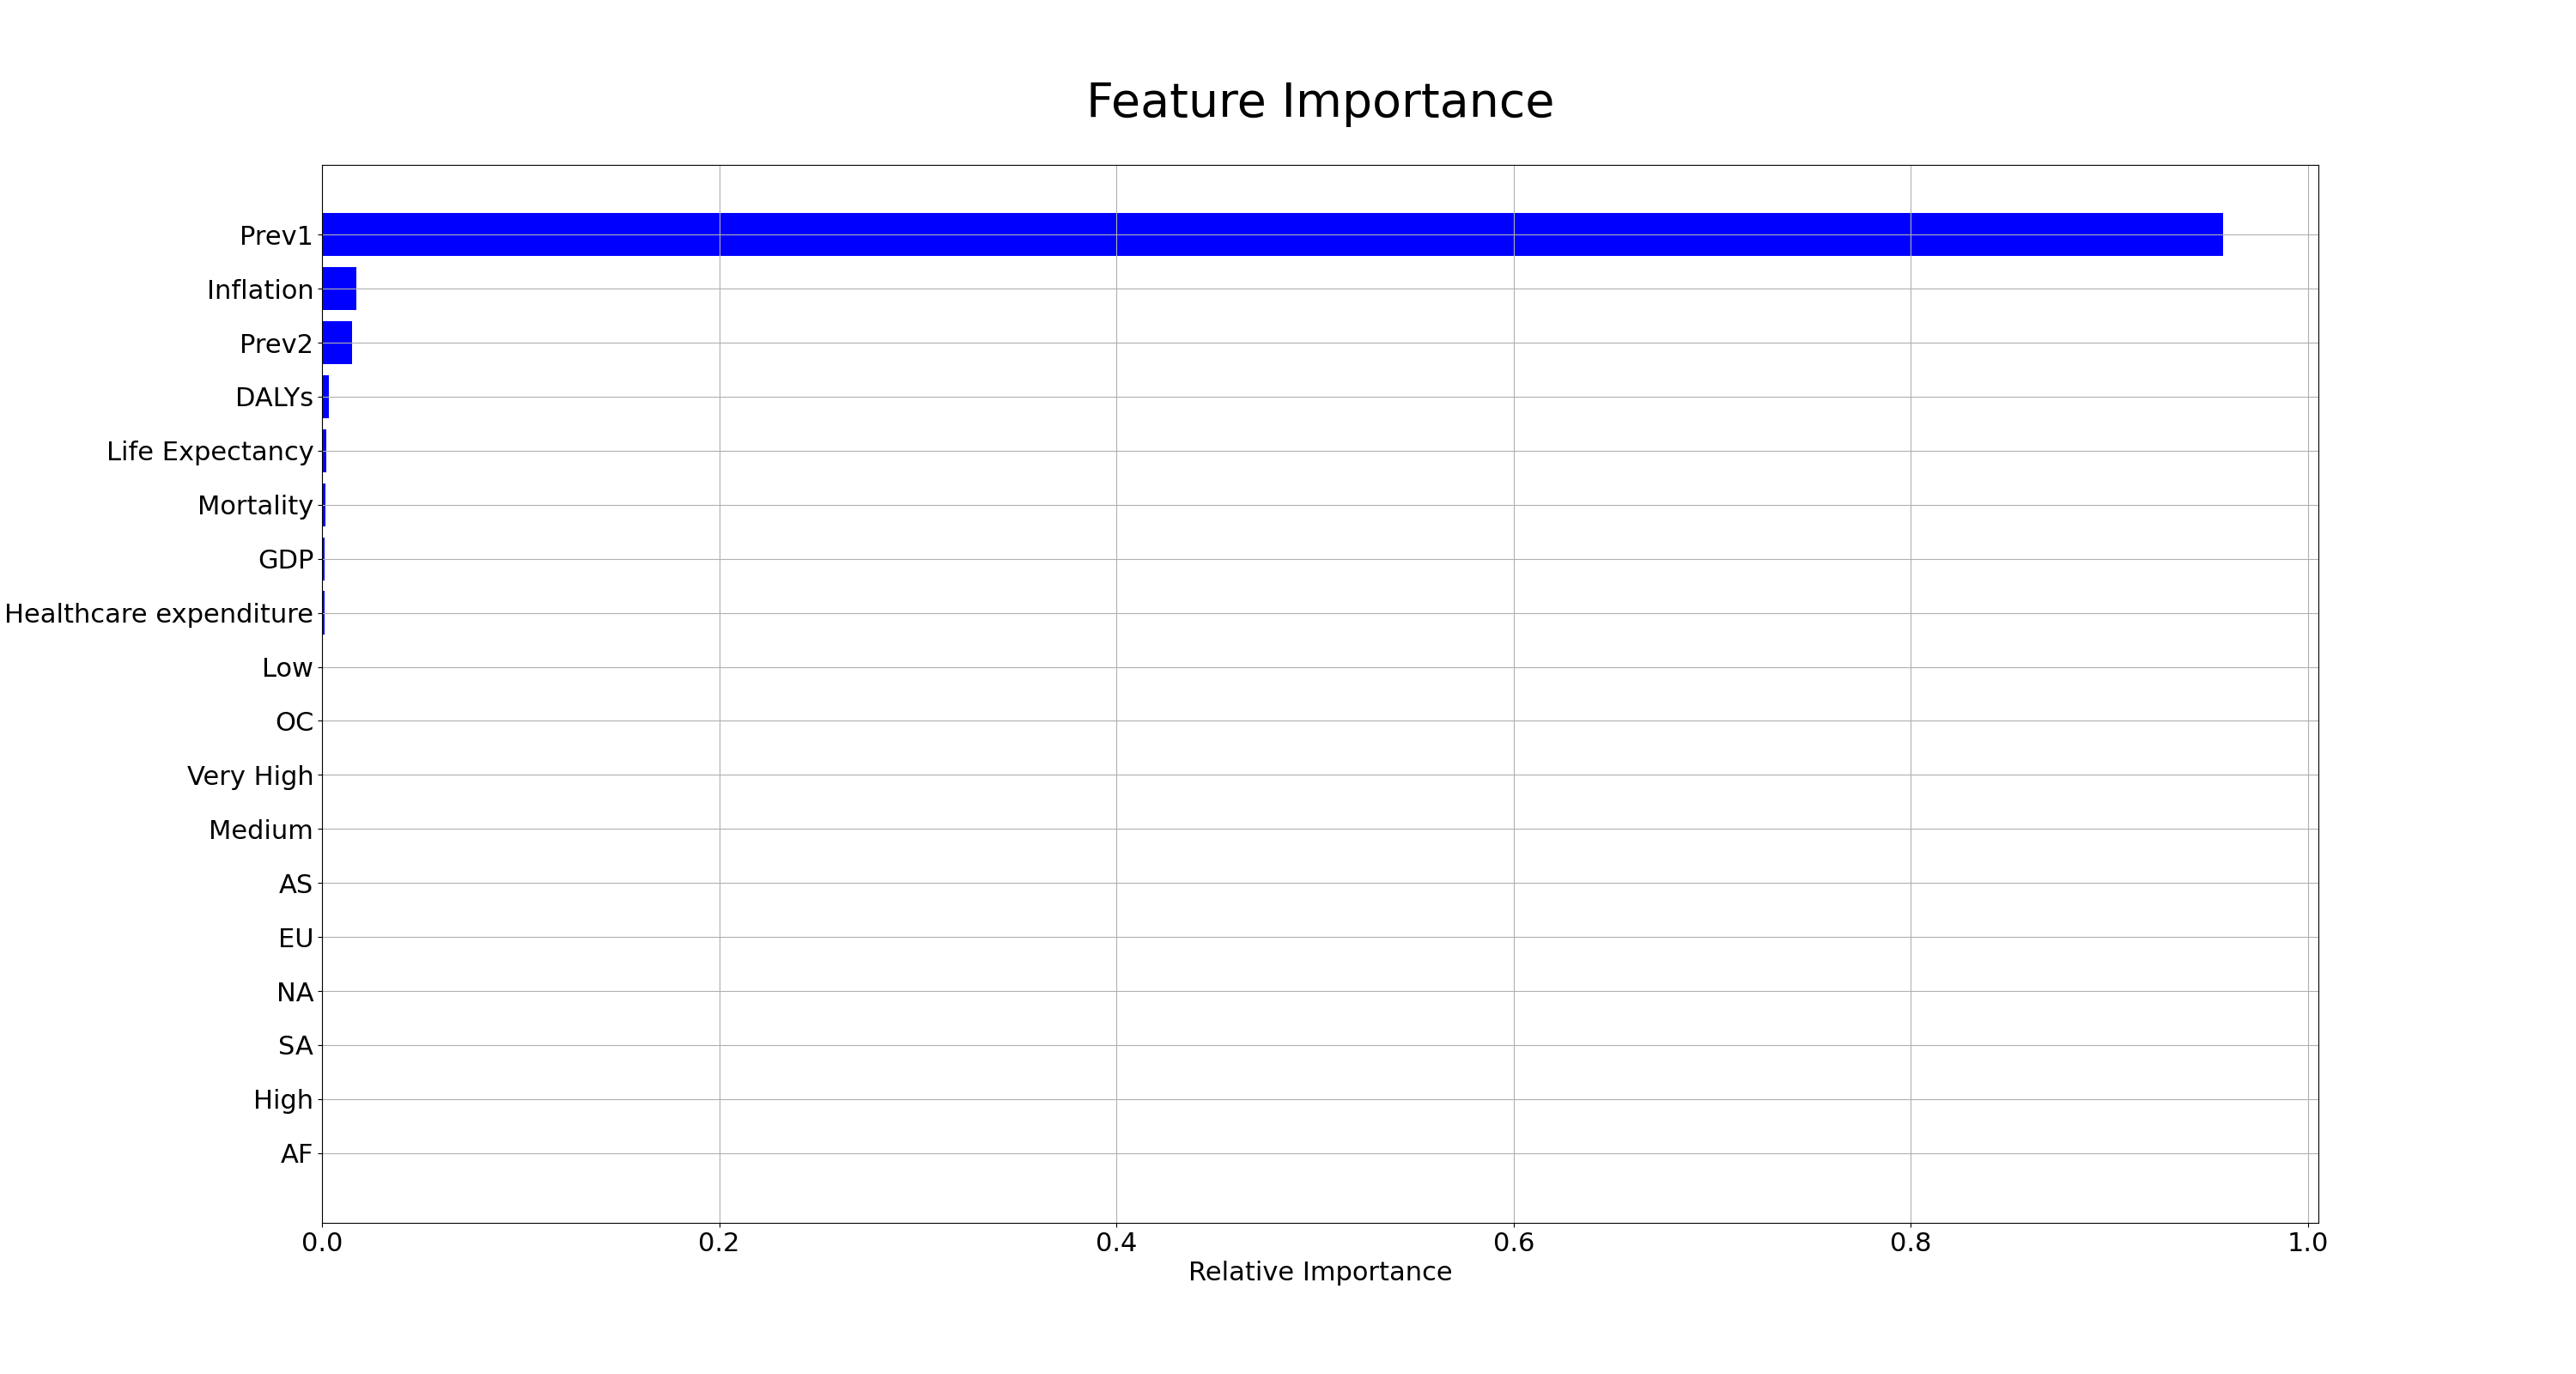 Feature Importance
Prev1
Inflation
Prev2
DALYs
Life Expectancy
Mortality
GDP
Healthcare expenditure
Low
OC
Very High
Medium
AS
EU
NA
SA
High
AF
0.0 0.2 0.4 0.6 0.8 1.0
Relative Importance